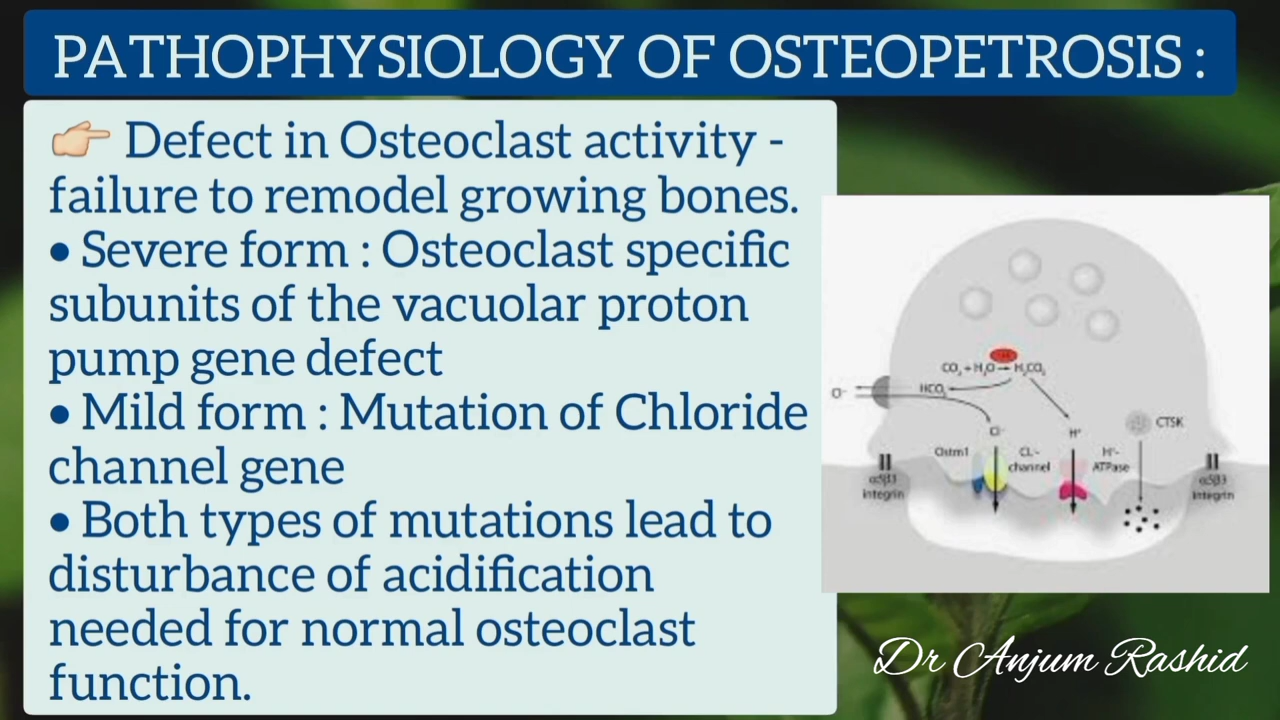 PATHOPHYSIOLOGY OF OSTEOPETROSIS :
👉 Defect in Osteoclast activity -
failure to remodel growing bones.
• Severe form : Osteoclast specific
subunits of the vacuolar proton
pump gene defect
• Mild form : Mutation of Chloride
channel gene
• Both types of mutations lead to
disturbance of acidification
needed for normal osteoclast
function.
CO₂ + H₂O → H₂CO₃
HCO₃
Cl⁻
Cl⁻
H⁺
CTSK
Ostm1
CL-
channel
H⁺-
ATPase
integrin
integrin
Dr Anjum Rashid